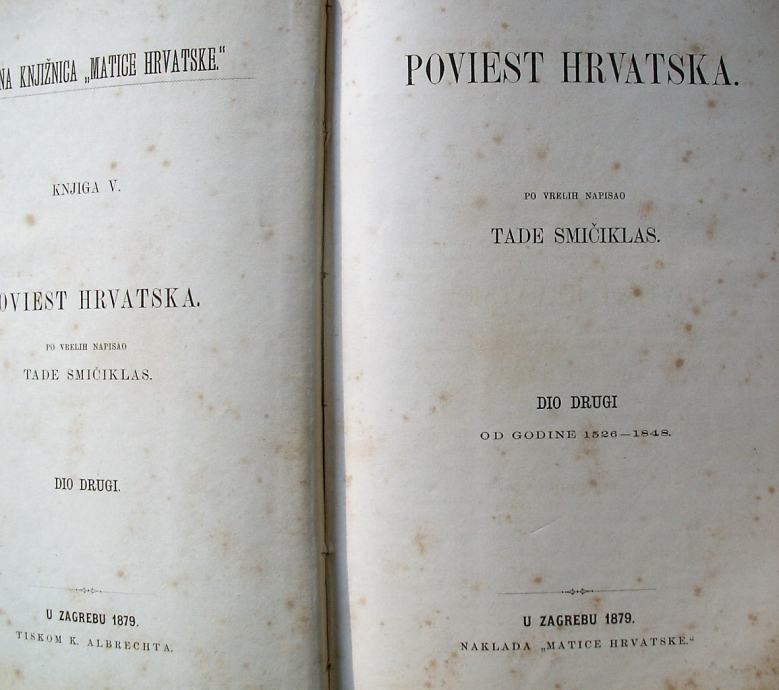 NA KNJIŽNICA „MATICE HRVATSKE.“
KNJIGA V.
OVIEST HRVATSKA.
PO VRELIH NAPISAO
TADE SMIČIKLAS.
DIO DRUGI.
U ZAGREBU 1879.
TISKOM K. ALBRECHTA.
POVIEST HRVATSKA.
PO VRELIH NAPISAO
TADE SMIČIKLAS.
DIO DRUGI
OD GODINE 1526—1848.
U ZAGREBU 1879.
NAKLADA „MATICE HRVATSKE.“